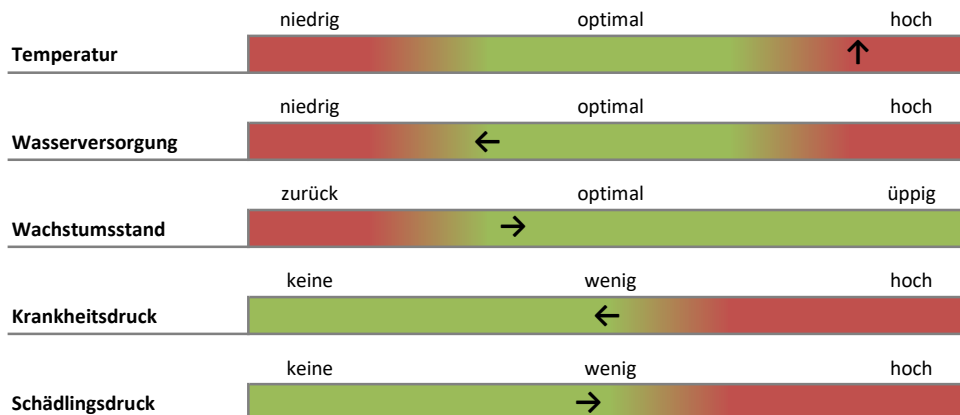 niedrig optimal hoch
Temperatur
niedrig optimal hoch
Wasserversorgung
zurück optimal üppig
Wachstumsstand
keine wenig hoch
Krankheitsdruck
keine wenig hoch
Schädlingsdruck